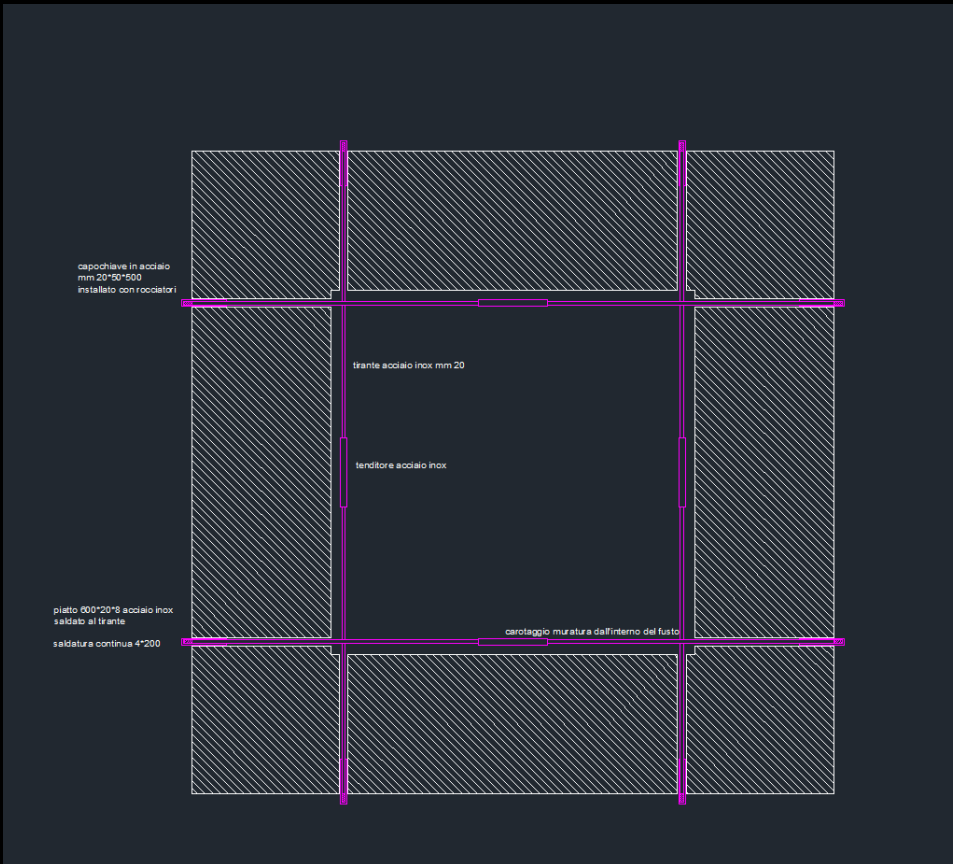 capochiave in acciaio
mm 20*50*500
installato con rocciatori
tirante acciaio inox mm 20
tenditore acciaio inox
piatto 600*20*8 acciaio inox
saldato al tirante
carotaggio muratura dall'interno del fusto
saldatura continua 4*200